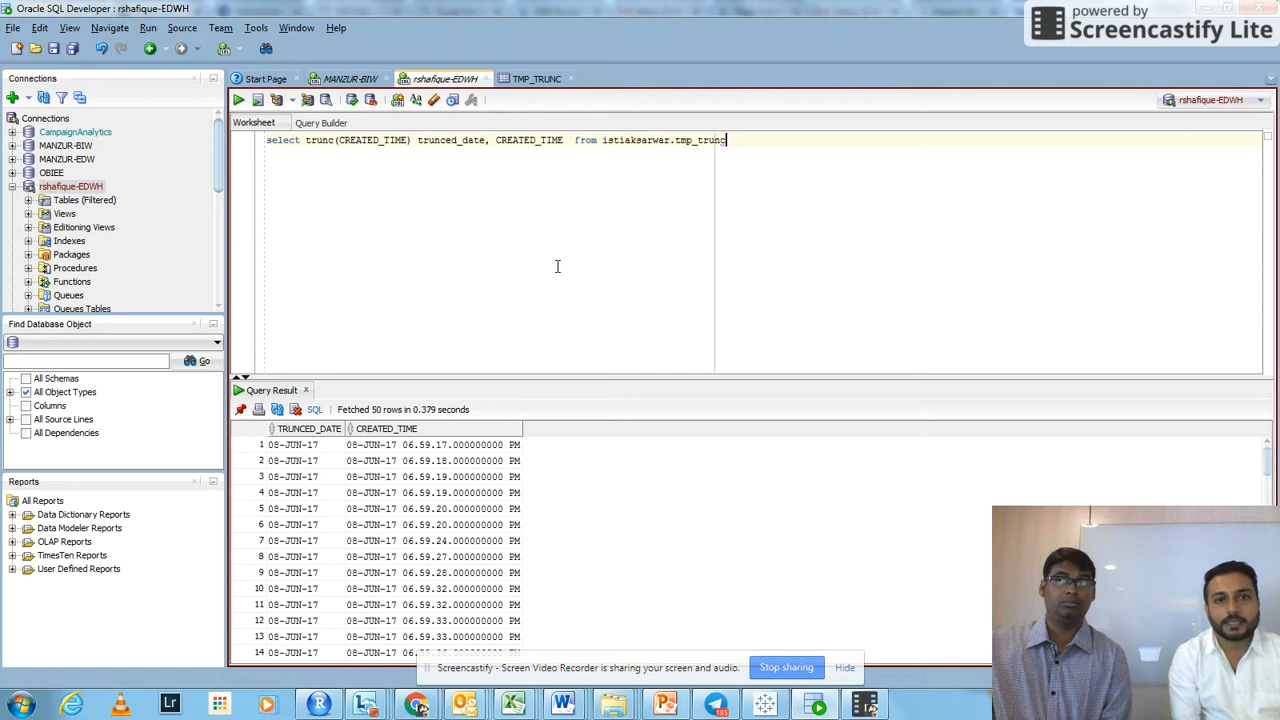 Oracle SQL Developer : rshafique-EDWH
powered by
Screencastify Lite
File Edit View Navigate Run Source Team Tools Window Help
Connections
Start Page
MANZUR-BIW
rshafique-EDWH
TMP_TRUNC
rshafique-EDWH
Worksheet Query Builder
select trunc(CREATED_TIME) trunced_date, CREATED_TIME from istiaksarwar.tmp_trunc
Connections
CampaignAnalytics
MANZUR-BIW
MANZUR-EDW
OBIEE
rshafique-EDWH
Tables (Filtered)
Views
Editioning Views
Indexes
Packages
Procedures
Functions
Queues
Queues Tables
Find Database Object
Go
All Schemas
All Object Types
Columns
All Source Lines
All Dependencies
Reports
All Reports
Data Dictionary Reports
Data Modeler Reports
OLAP Reports
TimesTen Reports
User Defined Reports
Query Result
SQL Fetched 50 rows in 0.379 seconds
TRUNCED_DATE CREATED_TIME
1 08-JUN-17 08-JUN-17 06.59.17.000000000 PM
2 08-JUN-17 08-JUN-17 06.59.18.000000000 PM
3 08-JUN-17 08-JUN-17 06.59.19.000000000 PM
4 08-JUN-17 08-JUN-17 06.59.19.000000000 PM
5 08-JUN-17 08-JUN-17 06.59.20.000000000 PM
6 08-JUN-17 08-JUN-17 06.59.20.000000000 PM
7 08-JUN-17 08-JUN-17 06.59.24.000000000 PM
8 08-JUN-17 08-JUN-17 06.59.27.000000000 PM
9 08-JUN-17 08-JUN-17 06.59.28.000000000 PM
10 08-JUN-17 08-JUN-17 06.59.32.000000000 PM
11 08-JUN-17 08-JUN-17 06.59.32.000000000 PM
12 08-JUN-17 08-JUN-17 06.59.33.000000000 PM
13 08-JUN-17 08-JUN-17 06.59.33.000000000 PM
14 08-JUN-17 08-JUN-17
Screencastify - Screen Video Recorder is sharing your screen and audio. Stop sharing Hide
Lr
193